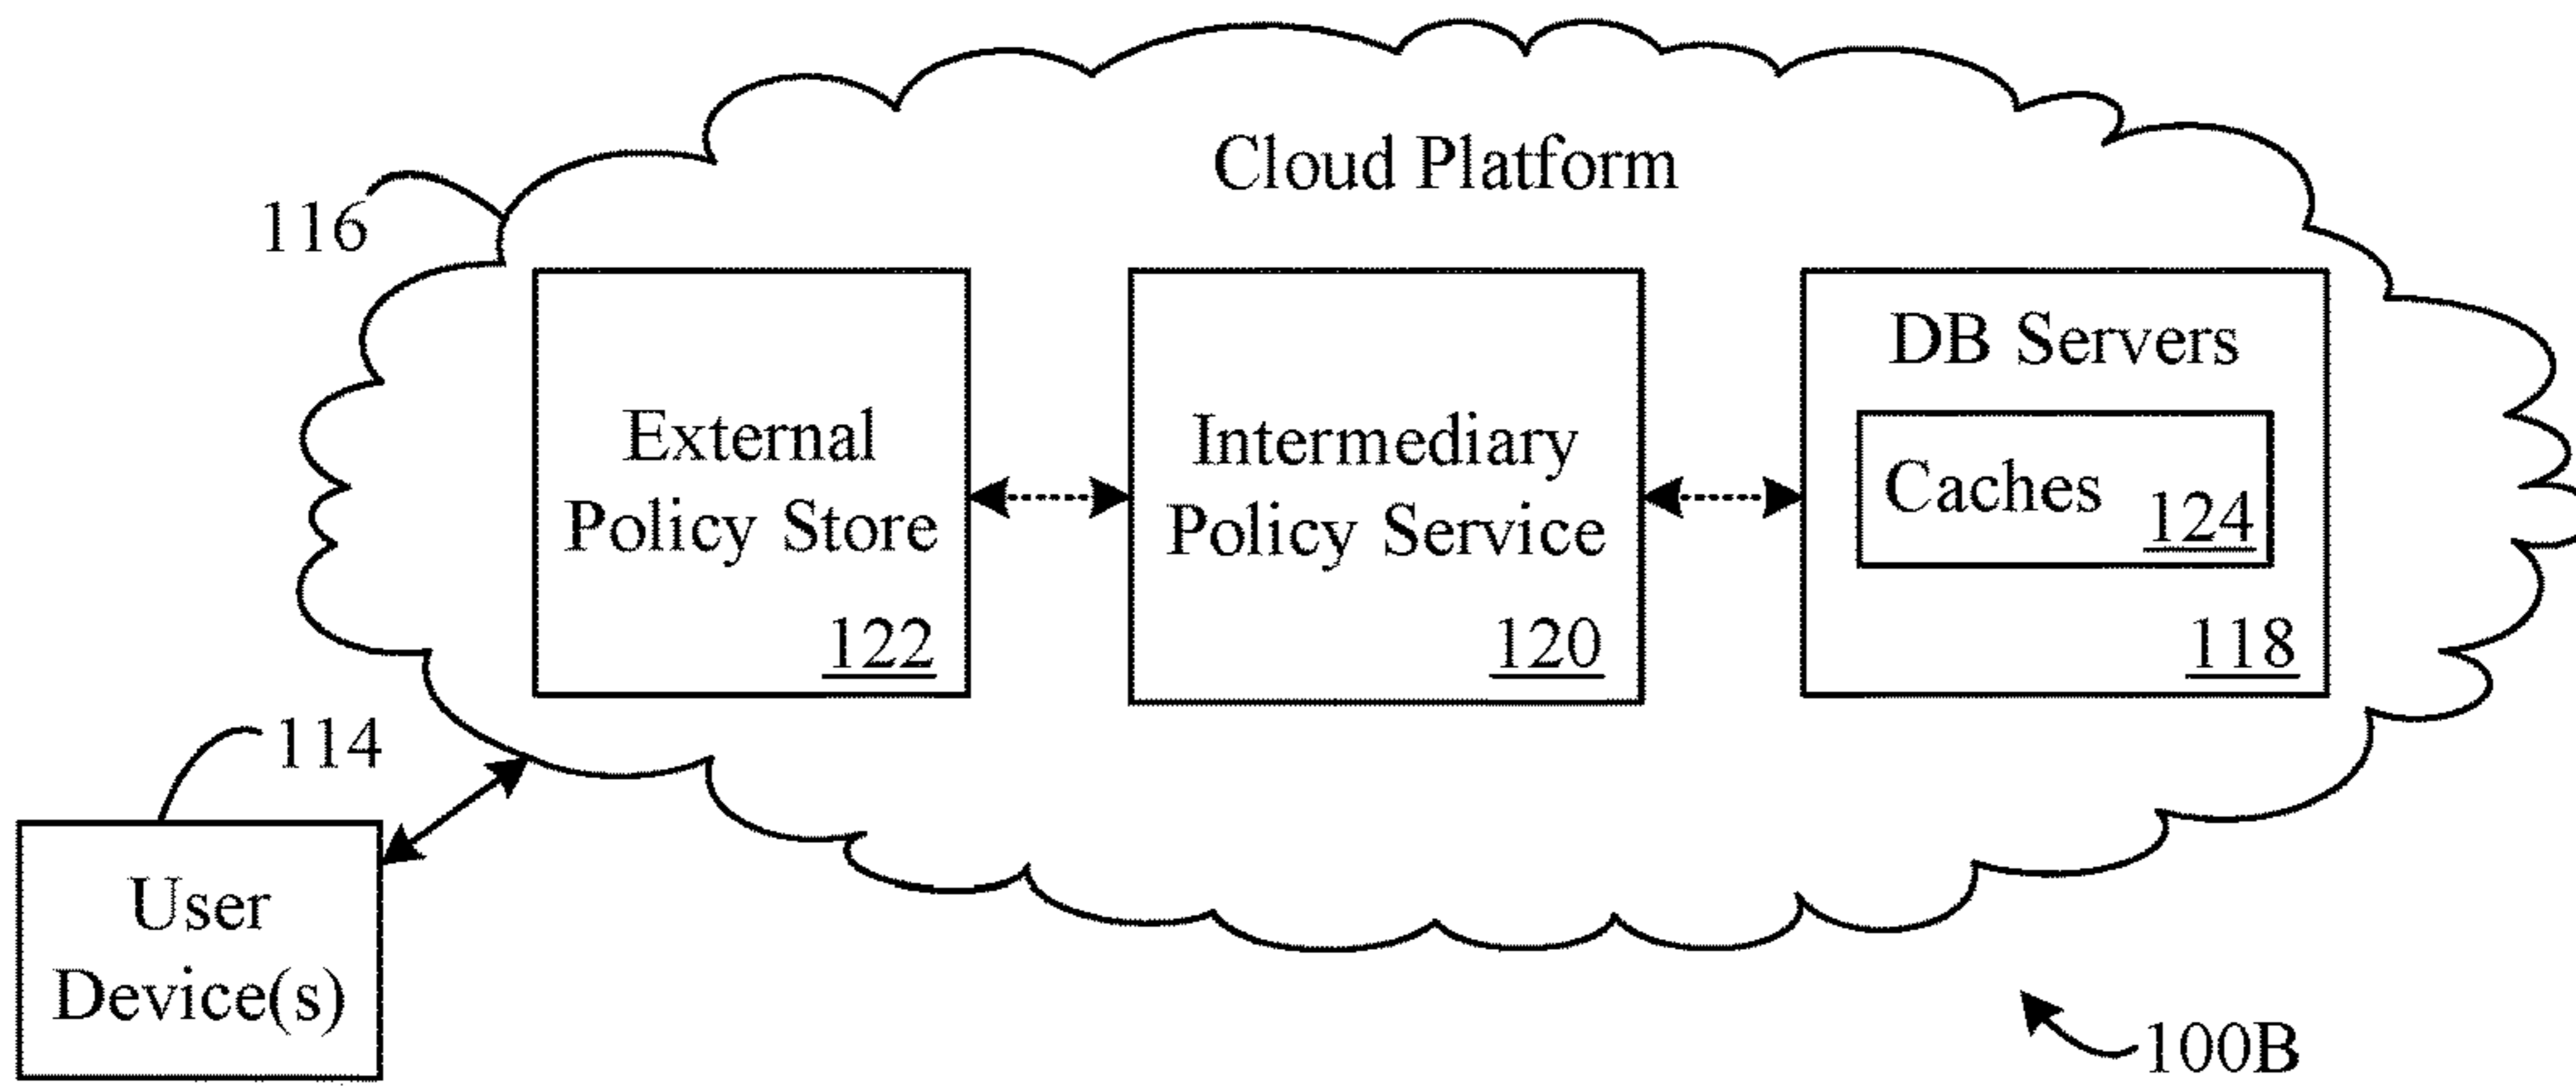 Cloud Platform
116
External
Policy Store
122
Intermediary
Policy Service
120
DB Servers
Caches
124
118
114
User
Device(s)
100B